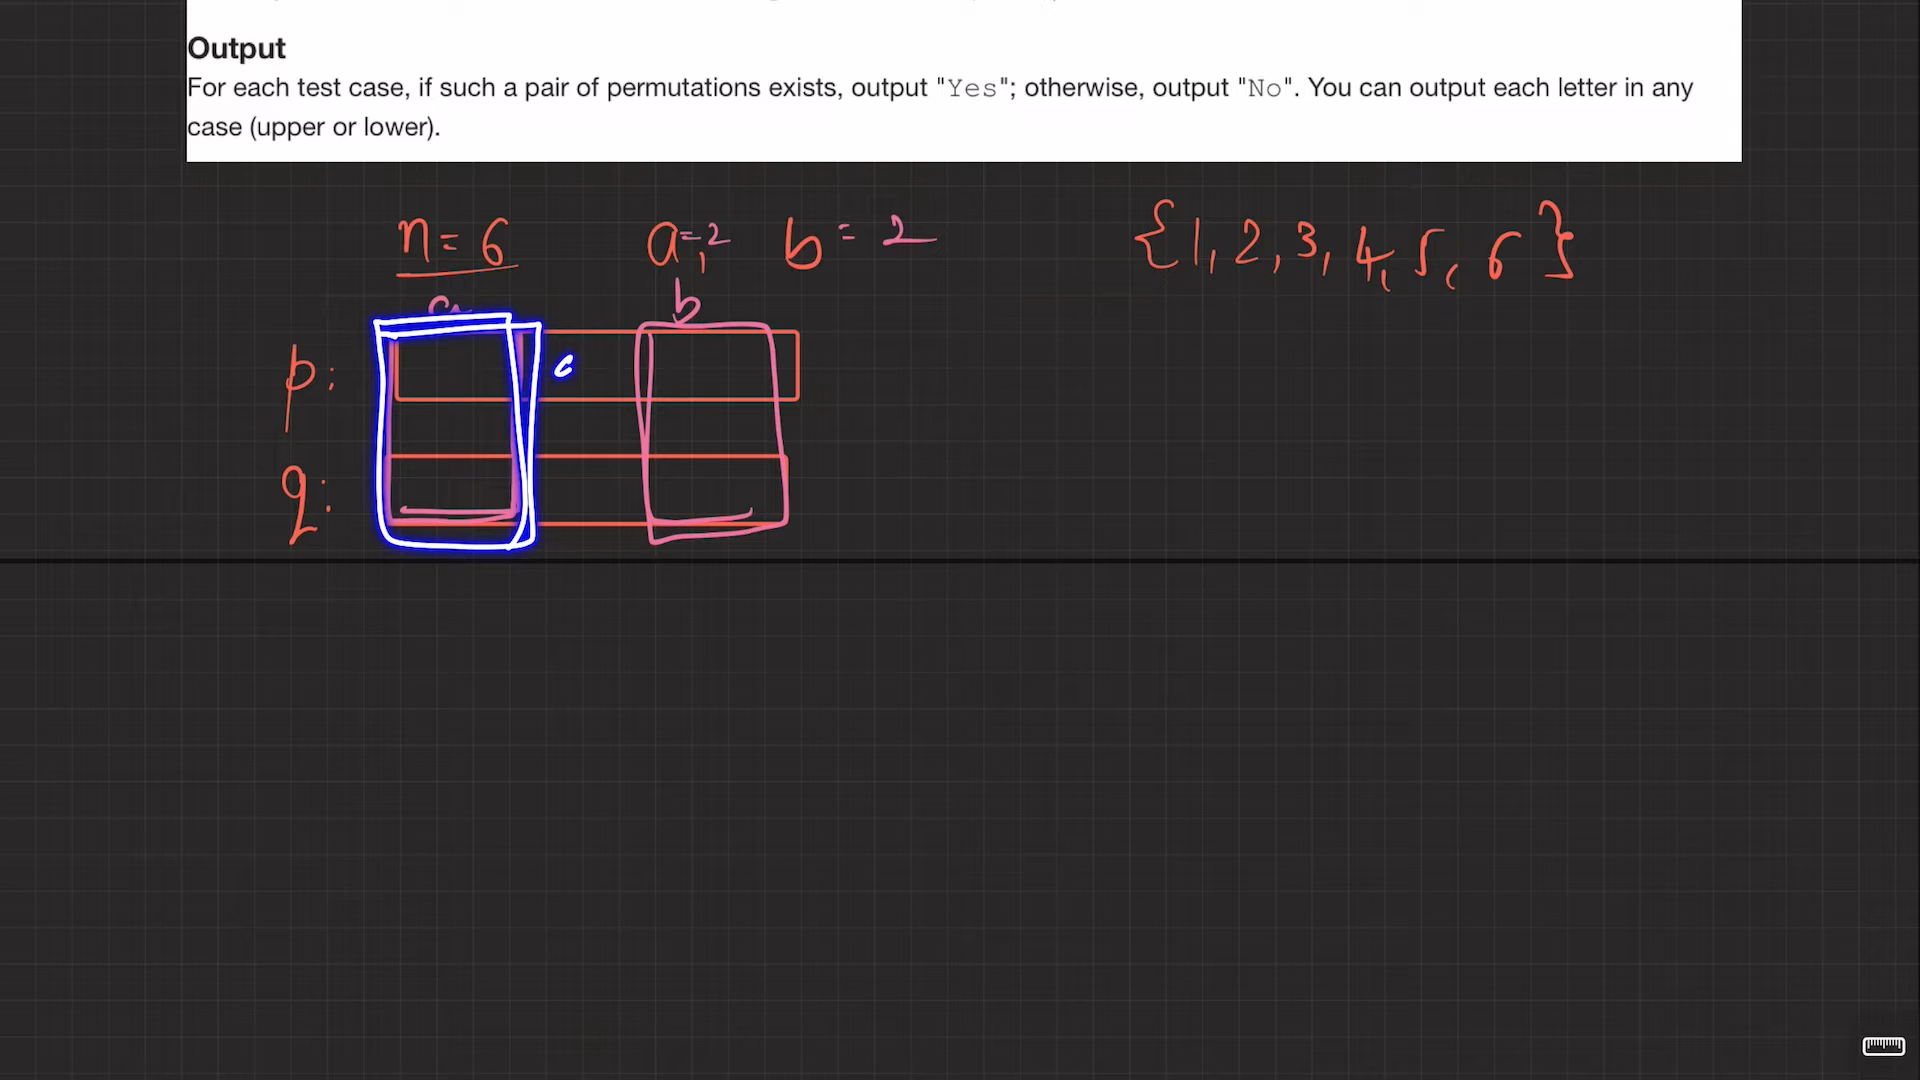 Output
For each test case, if such a pair of permutations exists, output "Yes"; otherwise, output "No". You can output each letter in any
case (upper or lower).
n = 6 a = 2, b = 2 {1, 2, 3, 4, 5, 6}
a b
p:
q: